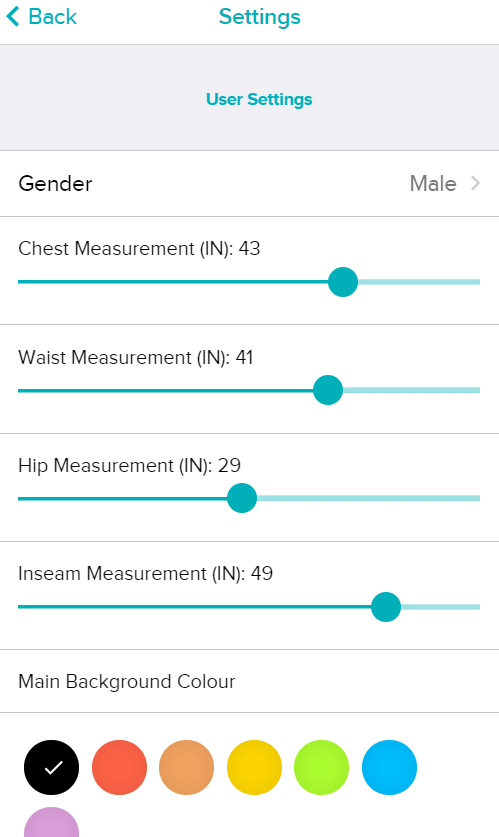 Back
Settings
User Settings
Gender
Male
Chest Measurement (IN): 43
Waist Measurement (IN): 41
Hip Measurement (IN): 29
Inseam Measurement (IN): 49
Main Background Colour